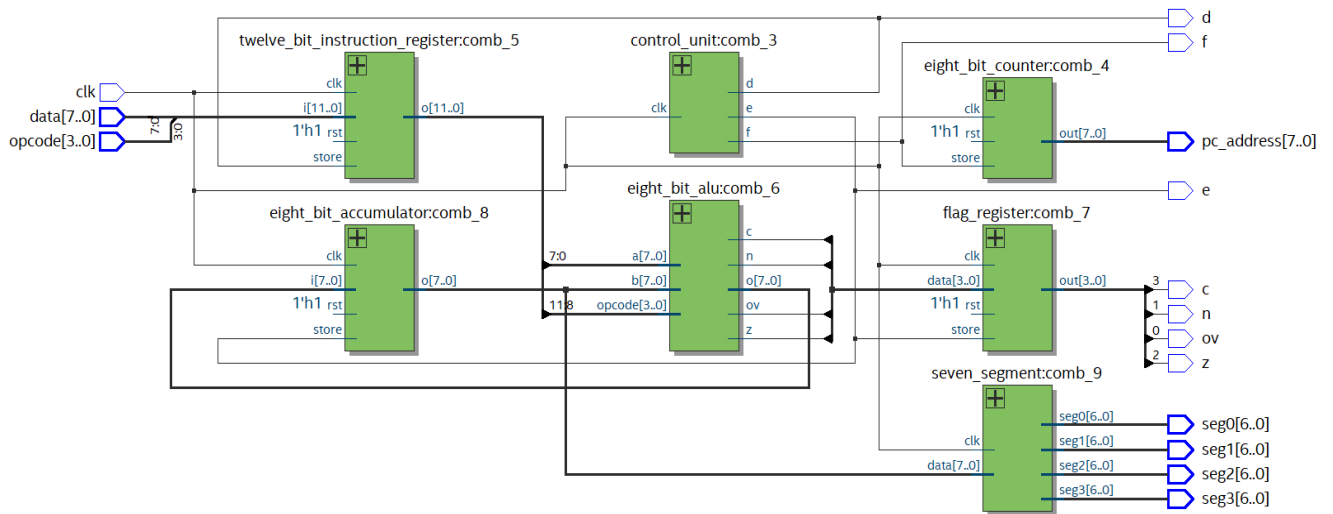 d
twelve_bit_instruction_register:comb_5
control_unit:comb_3
f
eight_bit_counter:comb_4
clk
clk
d
data[7..0]
i[11..0]
o[11..0]
clk
e
clk
7:0
3:0
1'h1
rst
opcode[3..0]
f
1'h1
rst
out[7..0]
pc_address[7..0]
store
store
e
eight_bit_alu:comb_6
eight_bit_accumulator:comb_8
flag_register:comb_7
c
clk
7:0
a[7..0]
n
clk
i[7..0]
o[7..0]
b[7..0]
o[7..0]
data[3..0]
out[3..0]
3
c
1'h1
rst
11:8
opcode[3..0]
ov
1'h1
rst
1
n
store
z
store
0
ov
2
z
seven_segment:comb_9
seg0[6..0]
seg0[6..0]
clk
seg1[6..0]
seg1[6..0]
data[7..0]
seg2[6..0]
seg2[6..0]
seg3[6..0]
seg3[6..0]